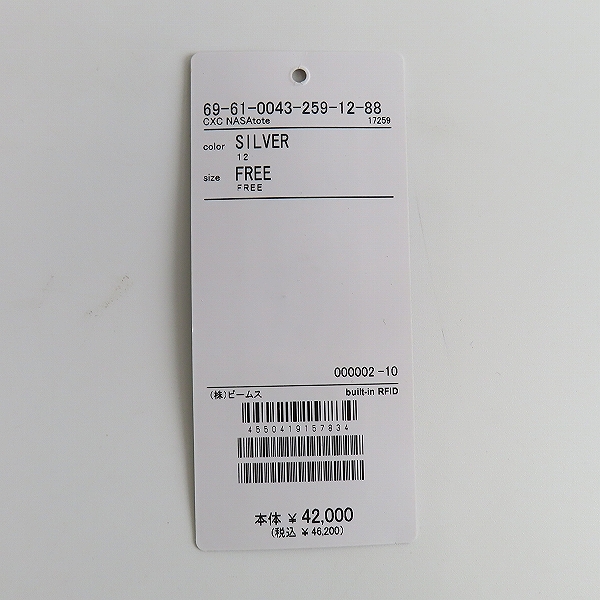 69-61-0043-259-12-88
CXC NASAtote 17259
color SILVER
12
size FREE
FREE
000002-10
(株)ビームス built-in RFID
4550419157834
本体 ¥ 42,000
(税込 ¥ 46,200)